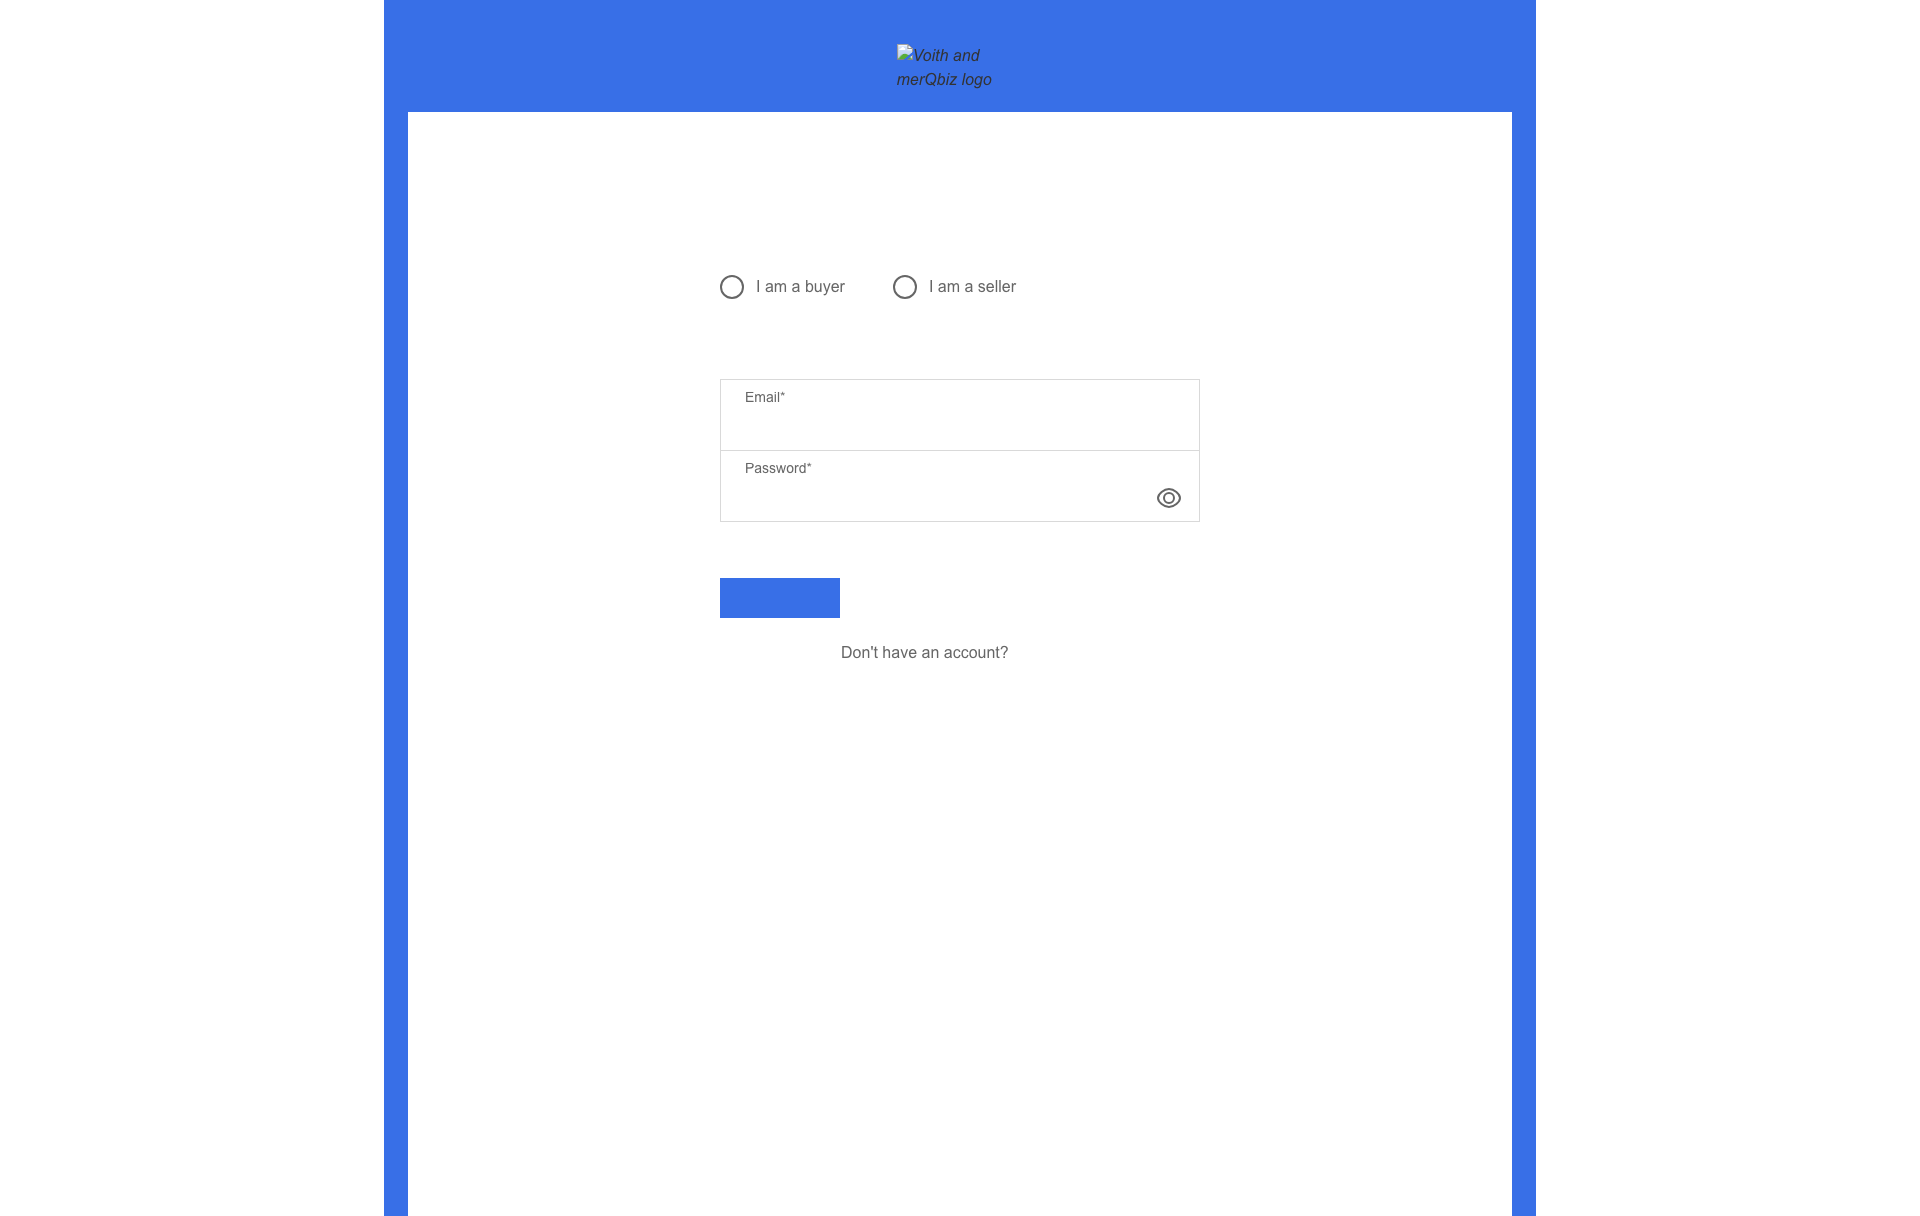 Voith and
merQbiz logo
I am a buyer
I am a seller
Email*
Password*
Don't have an account?